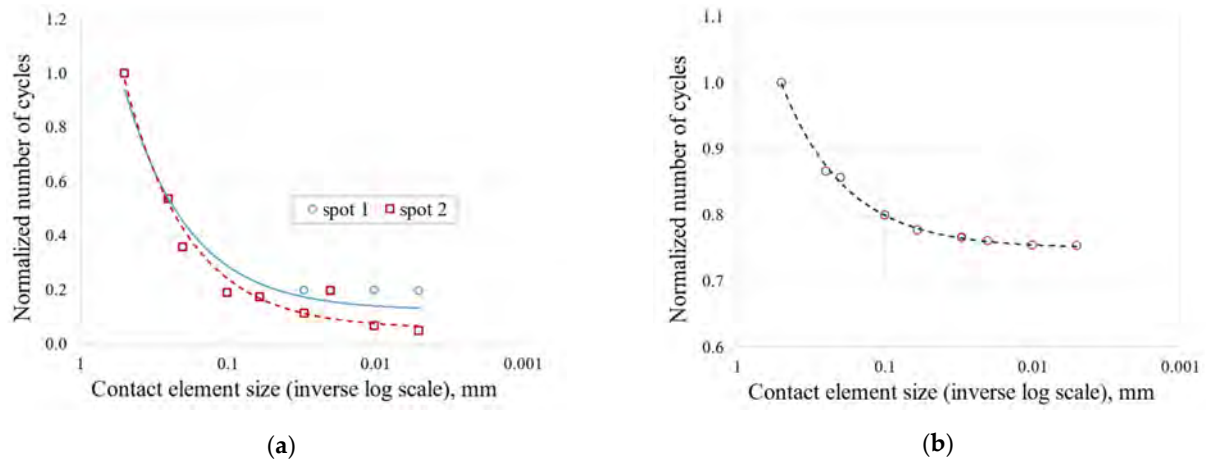 1.2
1.0
0.8
0.6
0.4
0.2
0.0
Normalized number of cycles
spot 1 spot 2
1 0.1 0.01 0.001
Contact element size (inverse log scale), mm
(a)
1.1
1.0
0.9
0.8
0.7
0.6
Normalized number of cycles
1 0.1 0.01 0.001
Contact element size (inverse log scale), mm
(b)